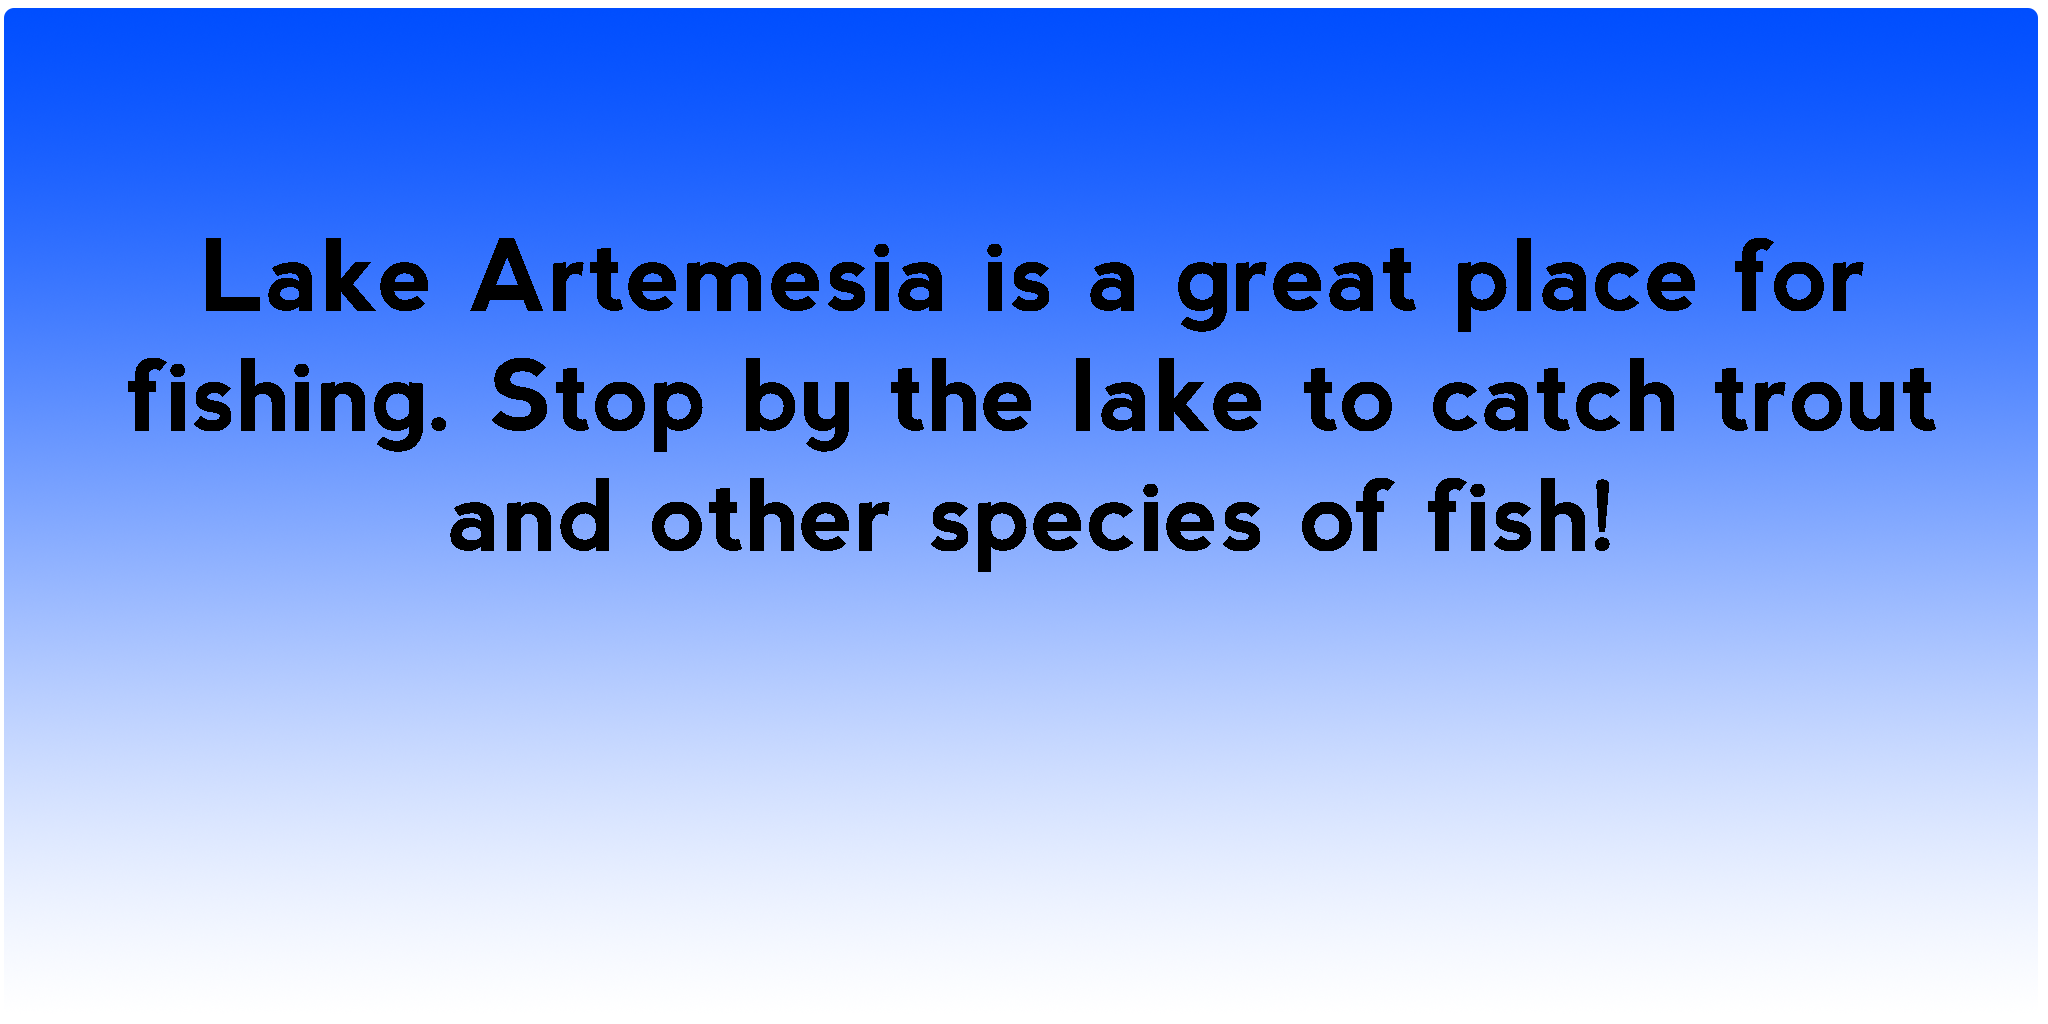 Lake Artemesia is a great place for
fishing. Stop by the lake to catch trout
and other species of fish!